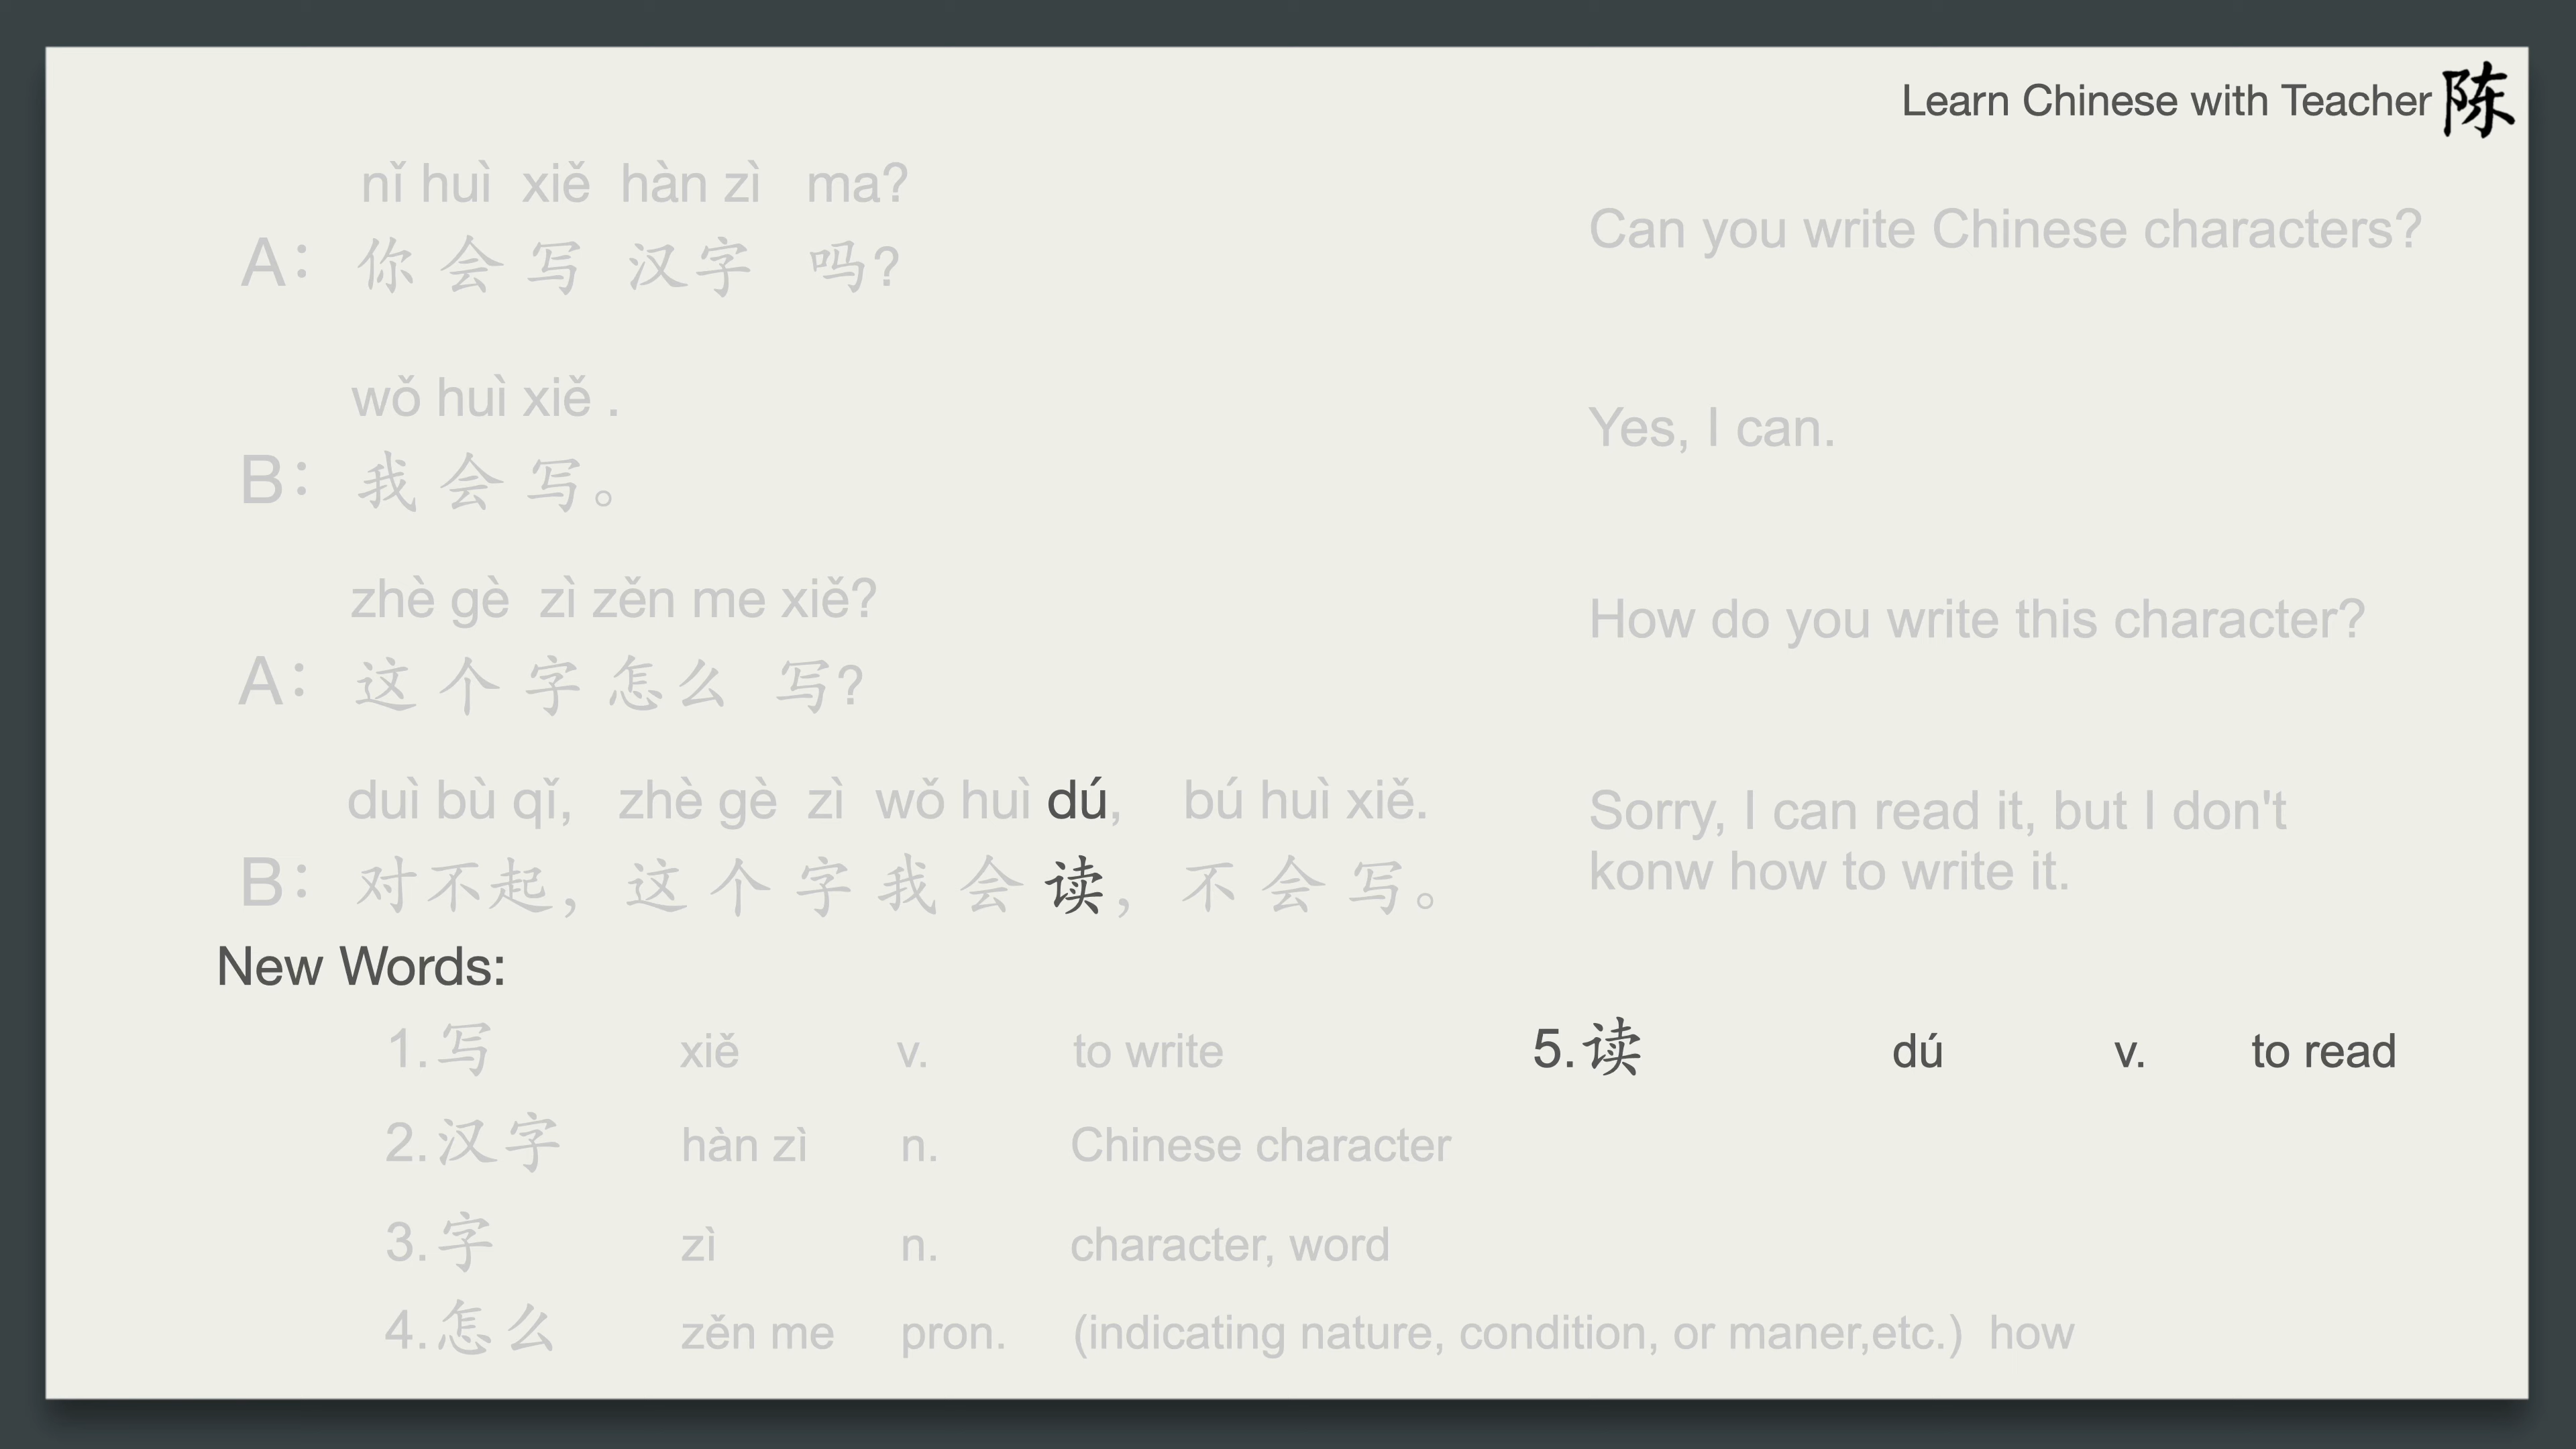 Learn Chinese with Teacher 陈
nǐ huì xiě hàn zì ma?
A: 你会写 汉字 吗?
Can you write Chinese characters?
wǒ huì xiě .
B: 我会写。
Yes, I can.
zhè gè zì zěn me xiě?
A: 这个字怎么 写?
How do you write this character?
duì bù qǐ, zhè gè zì wǒ huì dú, bú huì xiě.
B: 对不起，这个字我会读，不会写。
Sorry, I can read it, but I don't
konw how to write it.
New Words:
1.写 xiě v. to write
2.汉字 hàn zì n. Chinese character
3.字 zì n. character, word
4.怎么 zěn me pron. (indicating nature, condition, or maner,etc.) how
5.读 dú v. to read